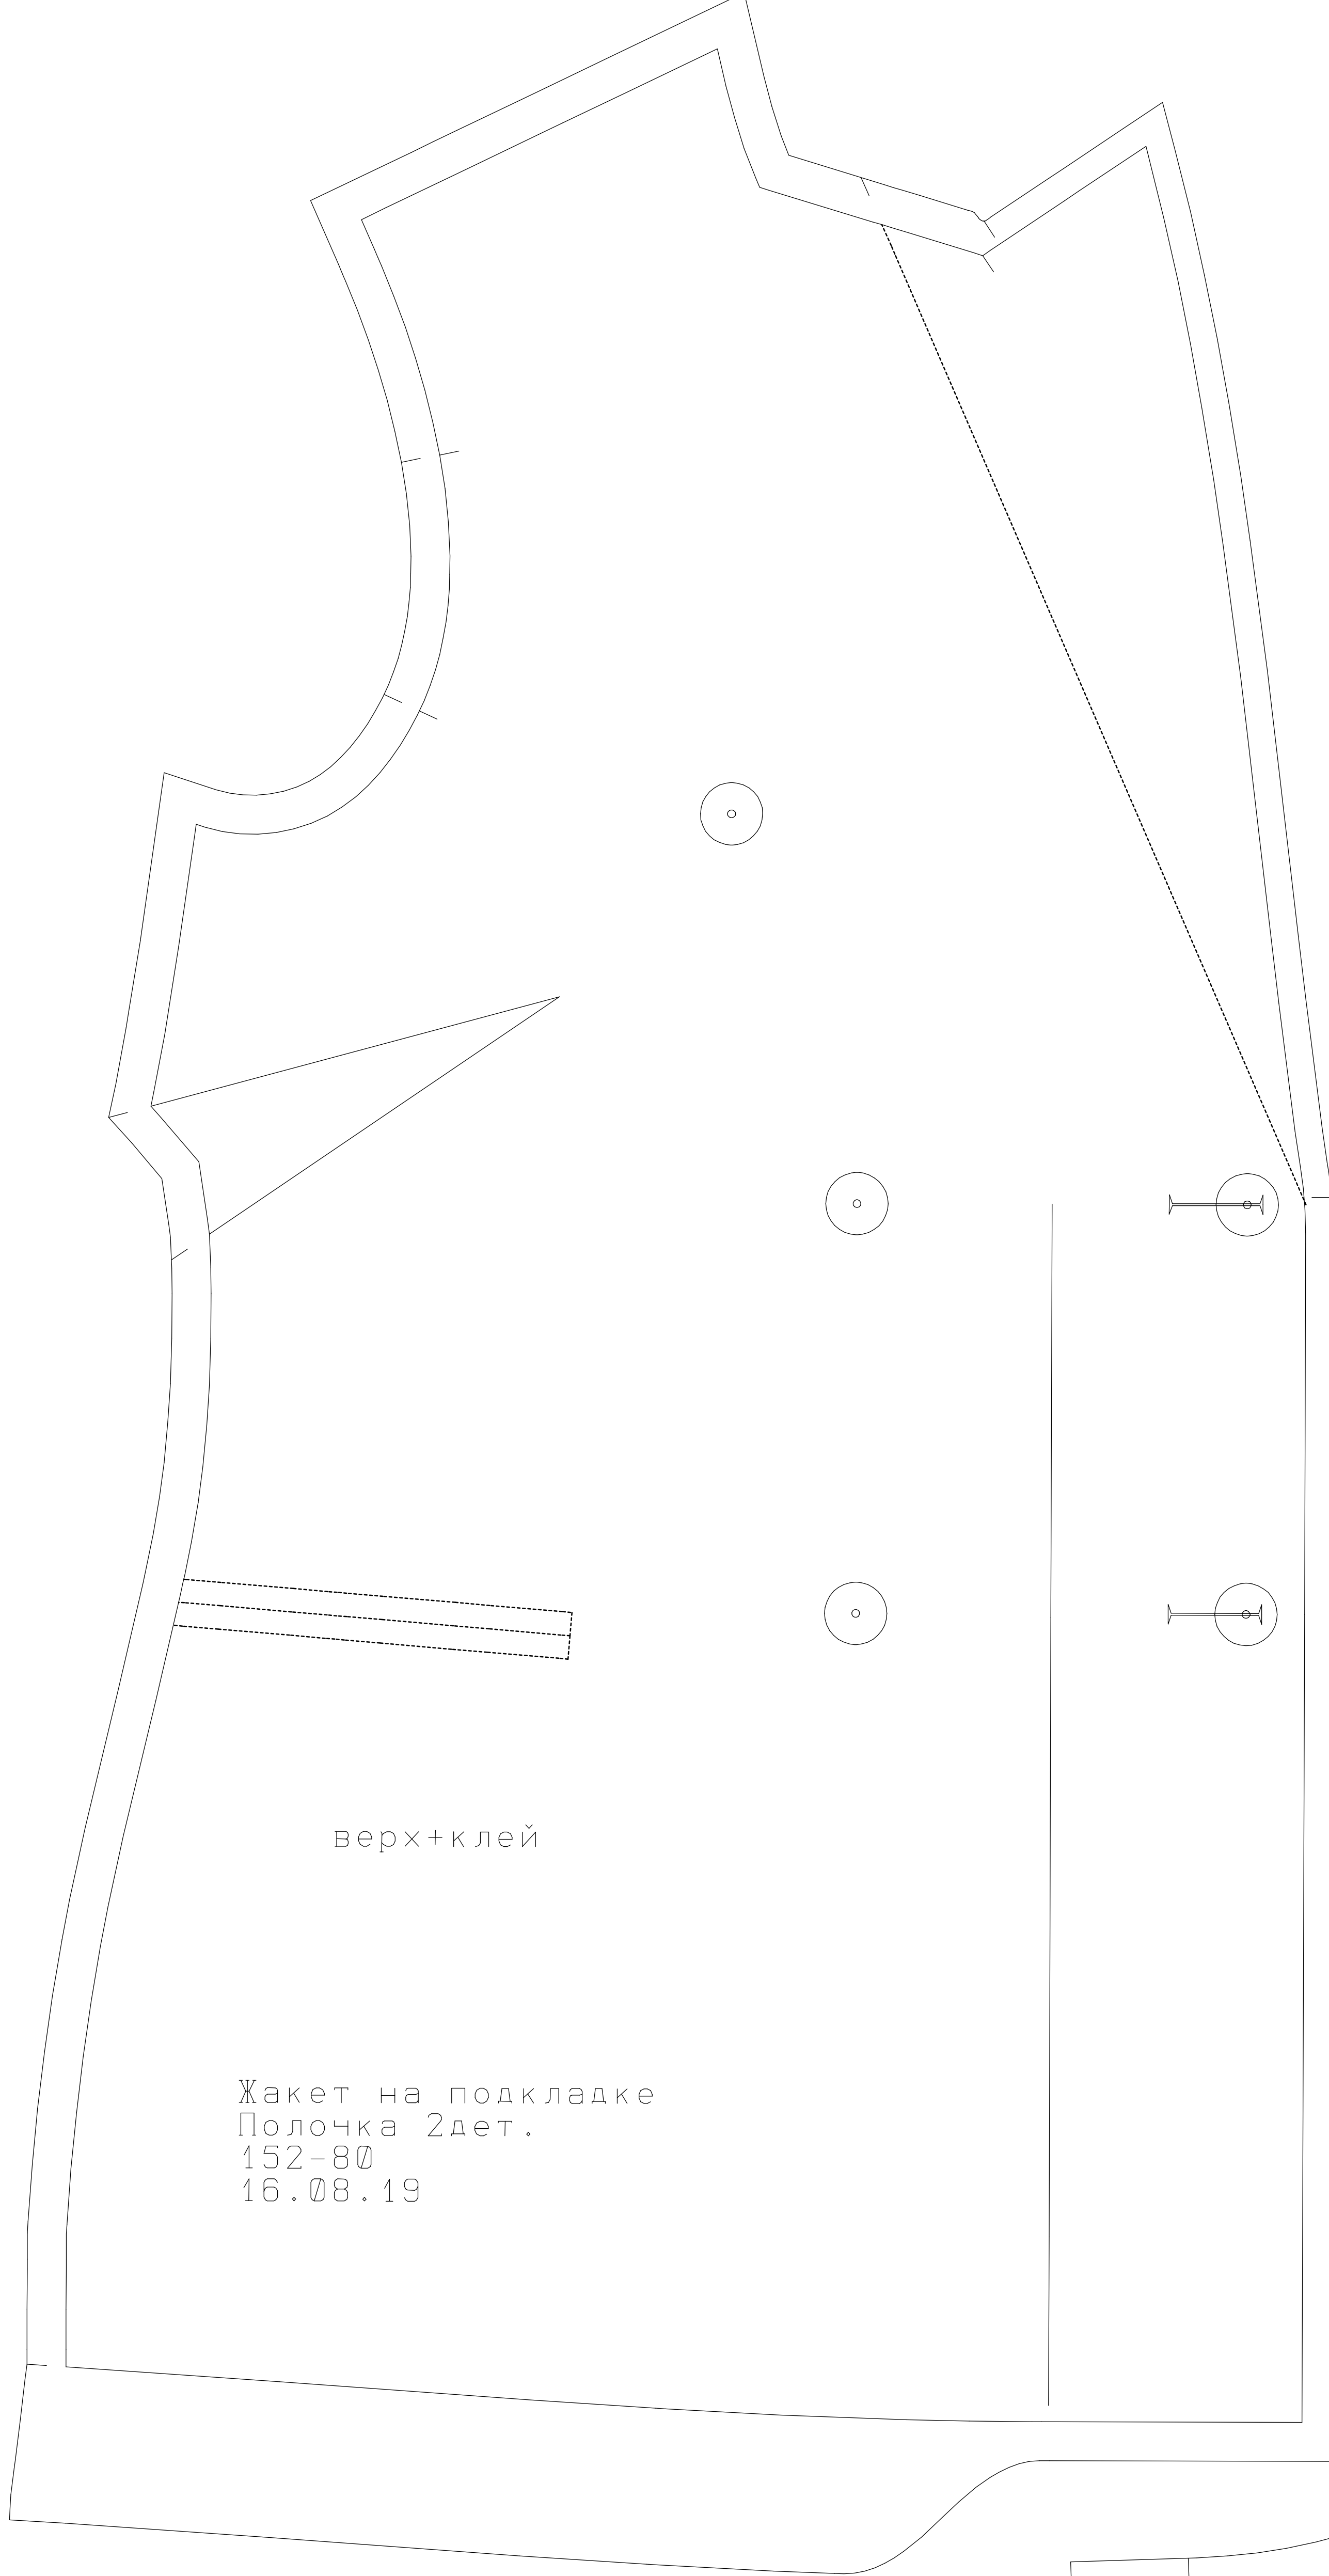 верх+клей
Жакет на подкладке
Полочка 2дет.
152-80
16.08.19